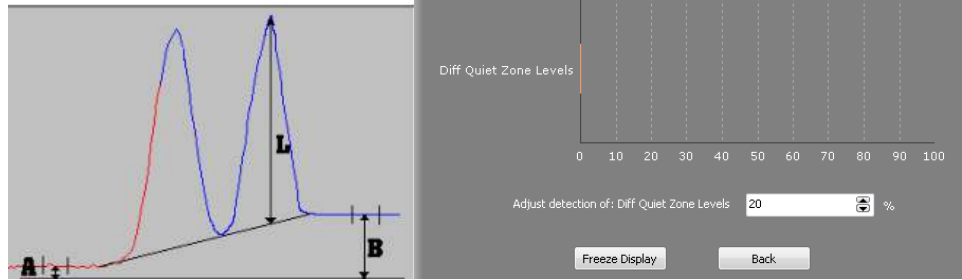 L
A
B
Diff Quiet Zone Levels
0 10 20 30 40 50 60 70 80 90 100
Adjust detection of: Diff Quiet Zone Levels 20 %
Freeze Display Back